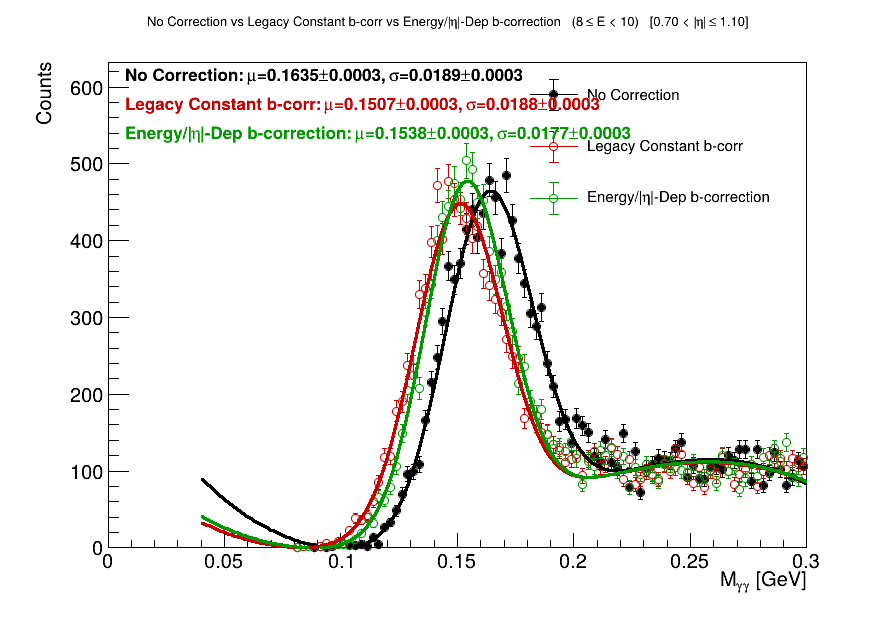 No Correction vs Legacy Constant b-corr vs Energy/|η|-Dep b-correction (8 ≤ E < 10) [0.70 < |η| ≤ 1.10]
Counts
No Correction: μ=0.1635±0.0003, σ=0.0189±0.0003
Legacy Constant b-corr: μ=0.1507±0.0003, σ=0.0188±0.0003
Energy/|η|-Dep b-correction: μ=0.1538±0.0003, σ=0.0177±0.0003
No Correction
Legacy Constant b-corr
Energy/|η|-Dep b-correction
600
500
400
300
200
100
0
0 0.05 0.1 0.15 0.2 0.25 0.3
Mγγ [GeV]